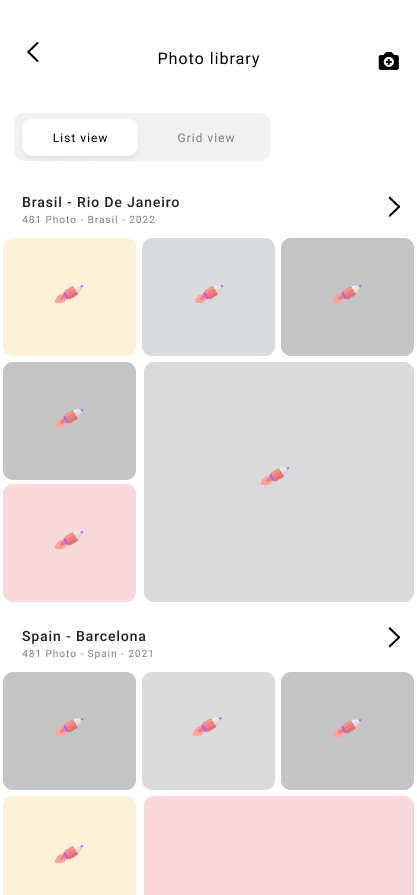 Photo library
List view
Grid view
Brasil - Rio De Janeiro
481 Photo - Brasil - 2022
Spain - Barcelona
481 Photo - Spain - 2021